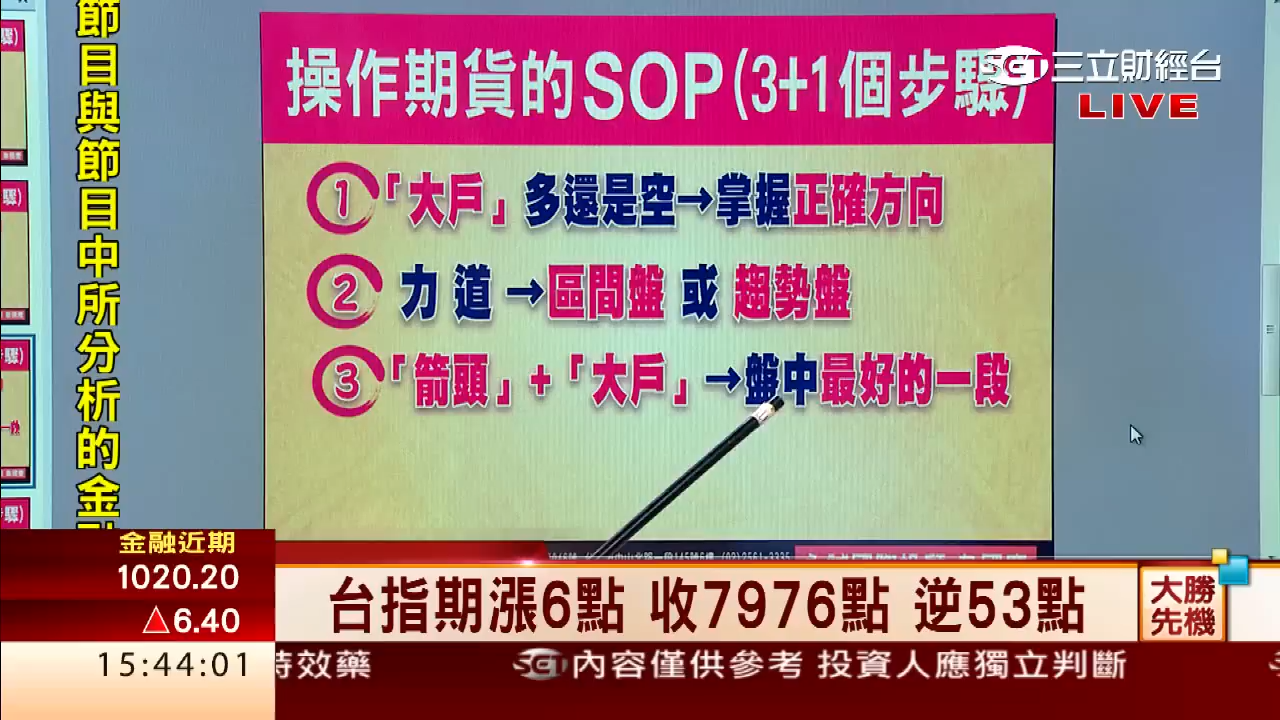 節目與節目中所分析的金
操作期貨的SOP(3+1個步驟)
SET三立財經台
LIVE
①「大戶」多還是空→掌握正確方向
② 力道→區間盤 或 趨勢盤
③「箭頭」+「大戶」→盤中最好的一段
金融近期
1020.20
△6.40
15:44:01
台指期漲6點 收7976點 逆53點
大勝
先機
特效藥 SET內容僅供參考 投資人應獨立判斷